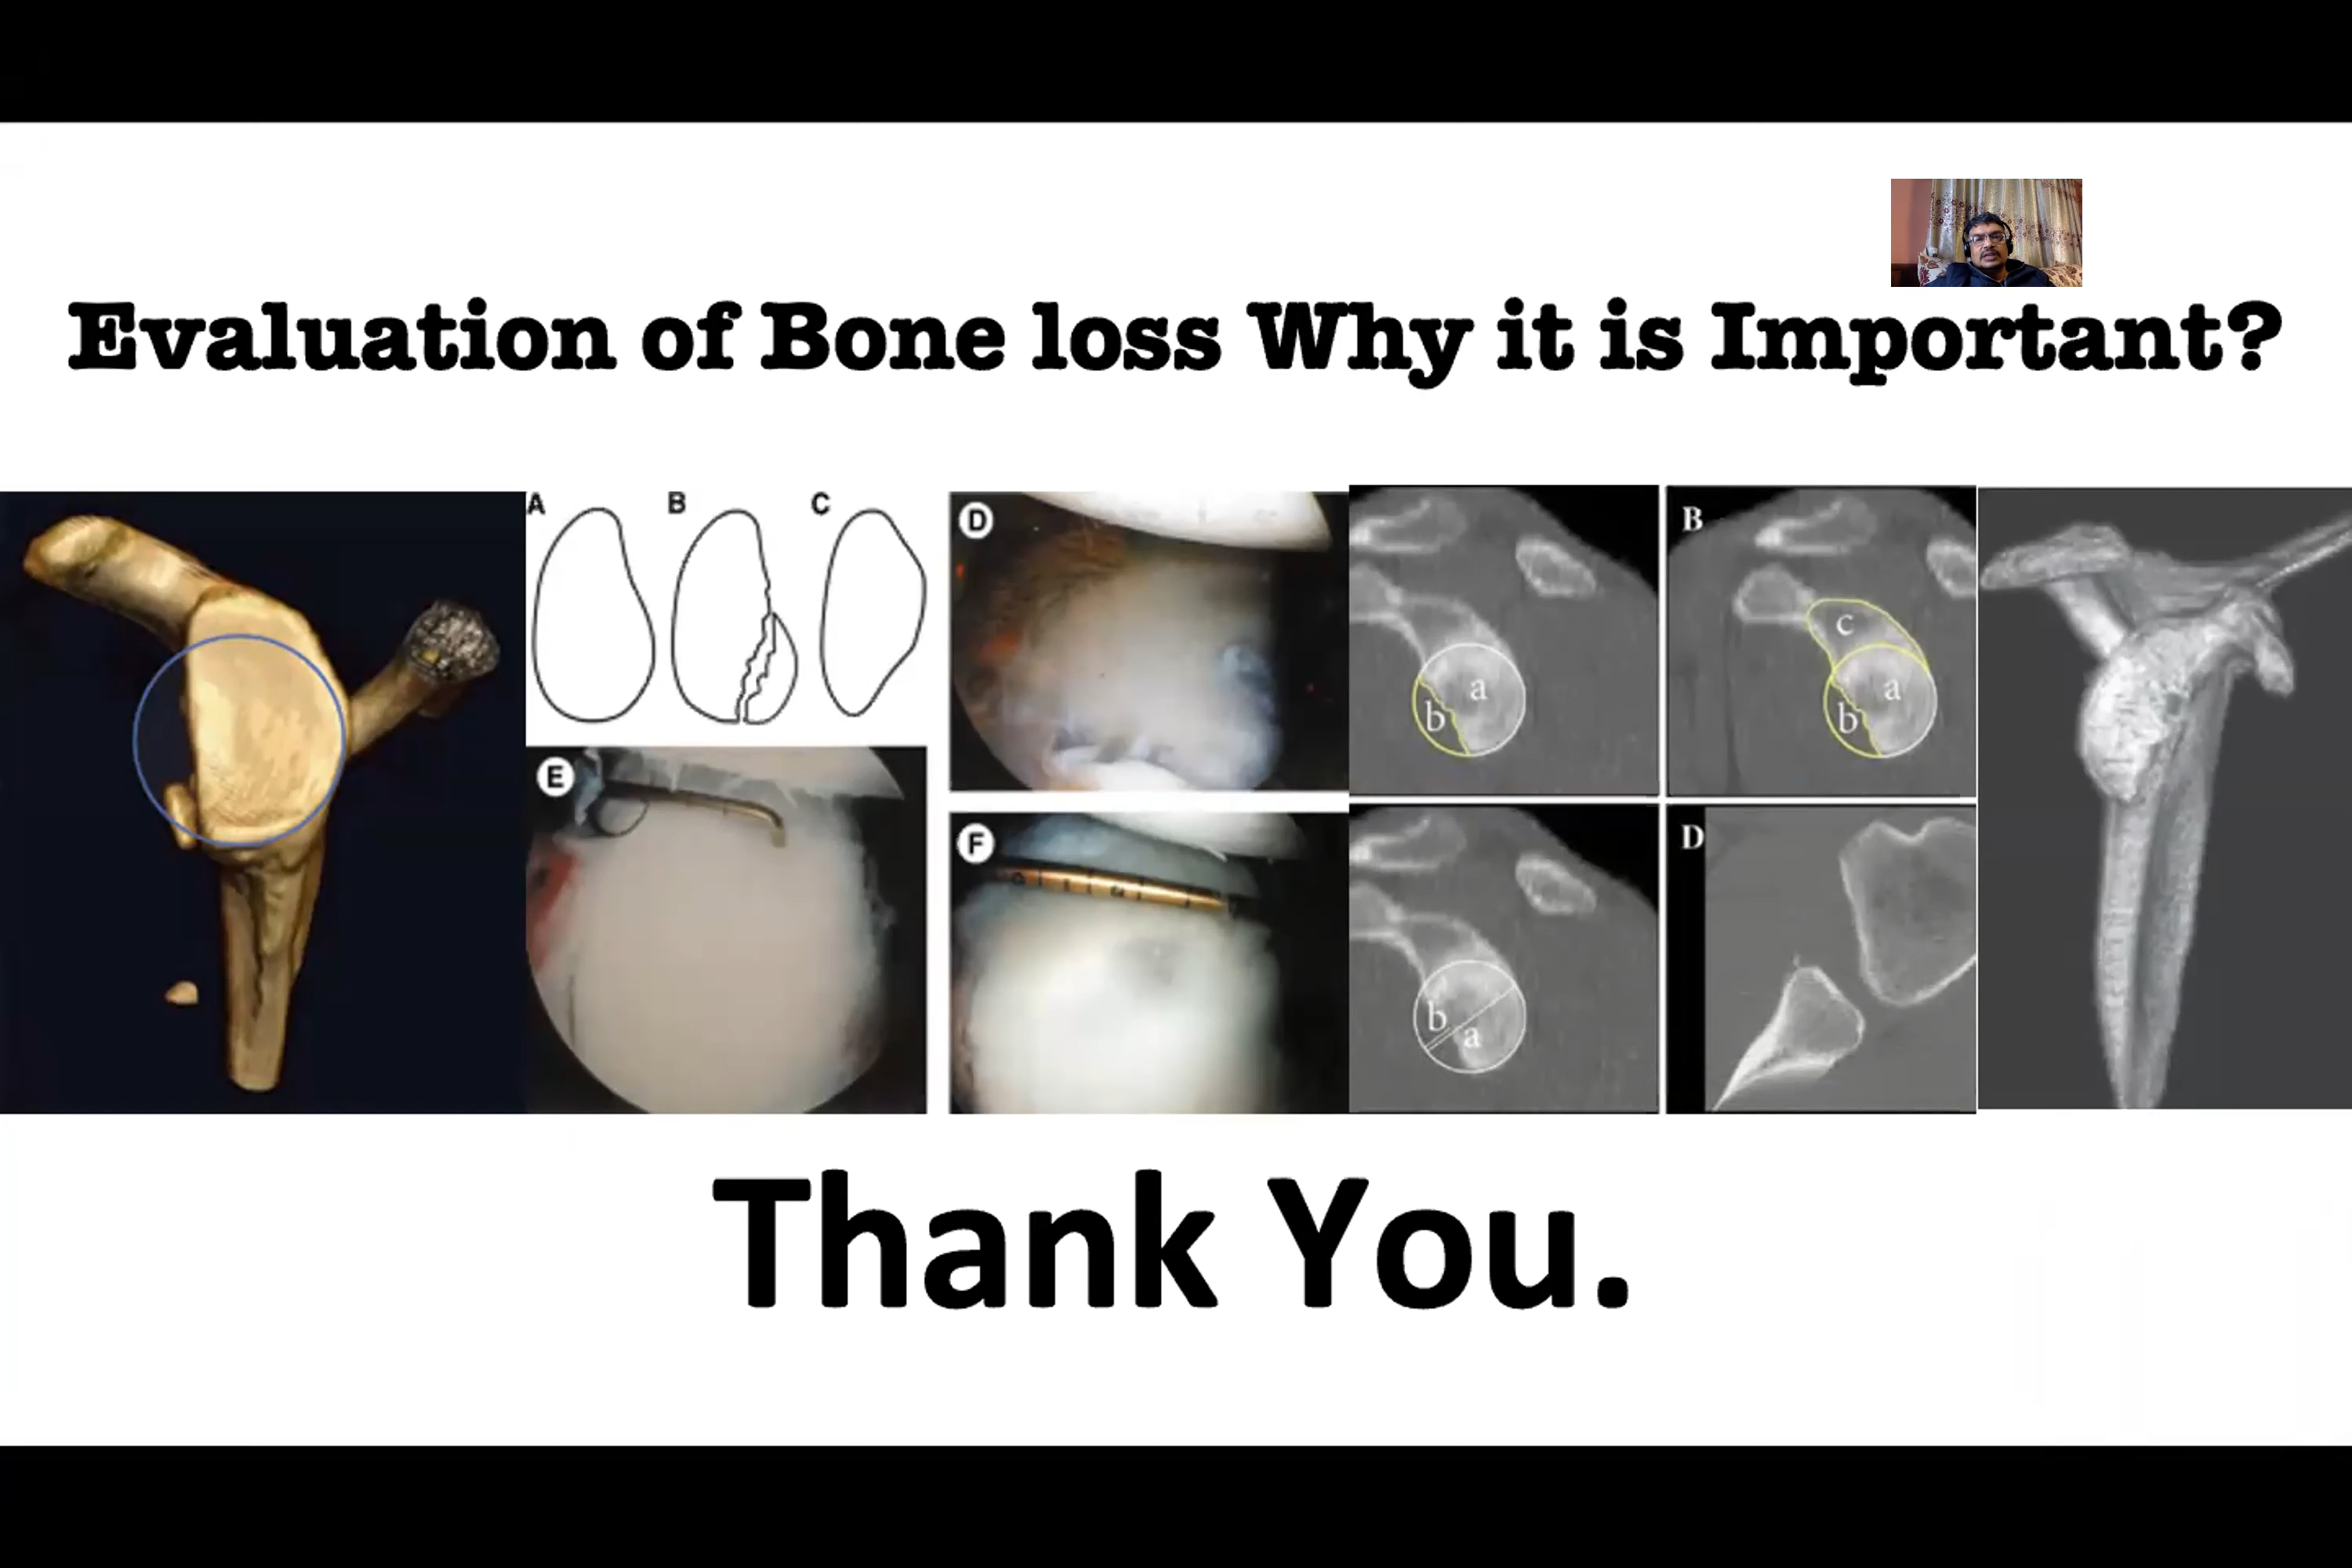 Evaluation of Bone loss Why it is Important?
A B C
D
E
F
a
b
B
c
a
b
b
a
D
Thank You.